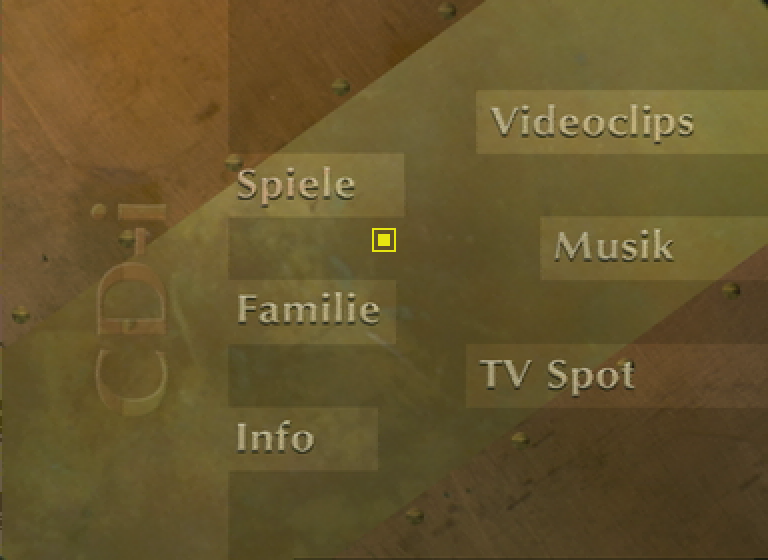 CD-i
Videoclips
Spiele
Musik
Familie
TV Spot
Info